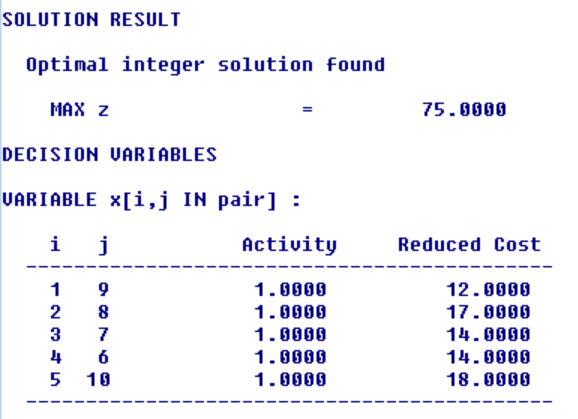 SOLUTION RESULT
Optimal integer solution found
MAX z = 75.0000
DECISION VARIABLES
VARIABLE x[i,j IN pair] :
i j Activity Reduced Cost
--------------------------------------------
1 9 1.0000 12.0000
2 8 1.0000 17.0000
3 7 1.0000 14.0000
4 6 1.0000 14.0000
5 10 1.0000 18.0000
--------------------------------------------